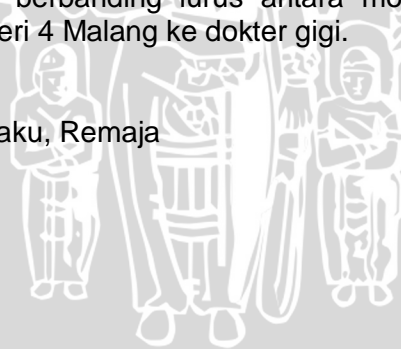 berbanding lurus antara mo
eri 4 Malang ke dokter gigi.
aku, Remaja